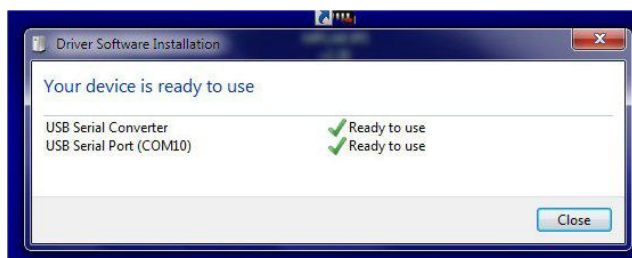 Driver Software Installation
Your device is ready to use
USB Serial Converter Ready to use
USB Serial Port (COM10) Ready to use
Close